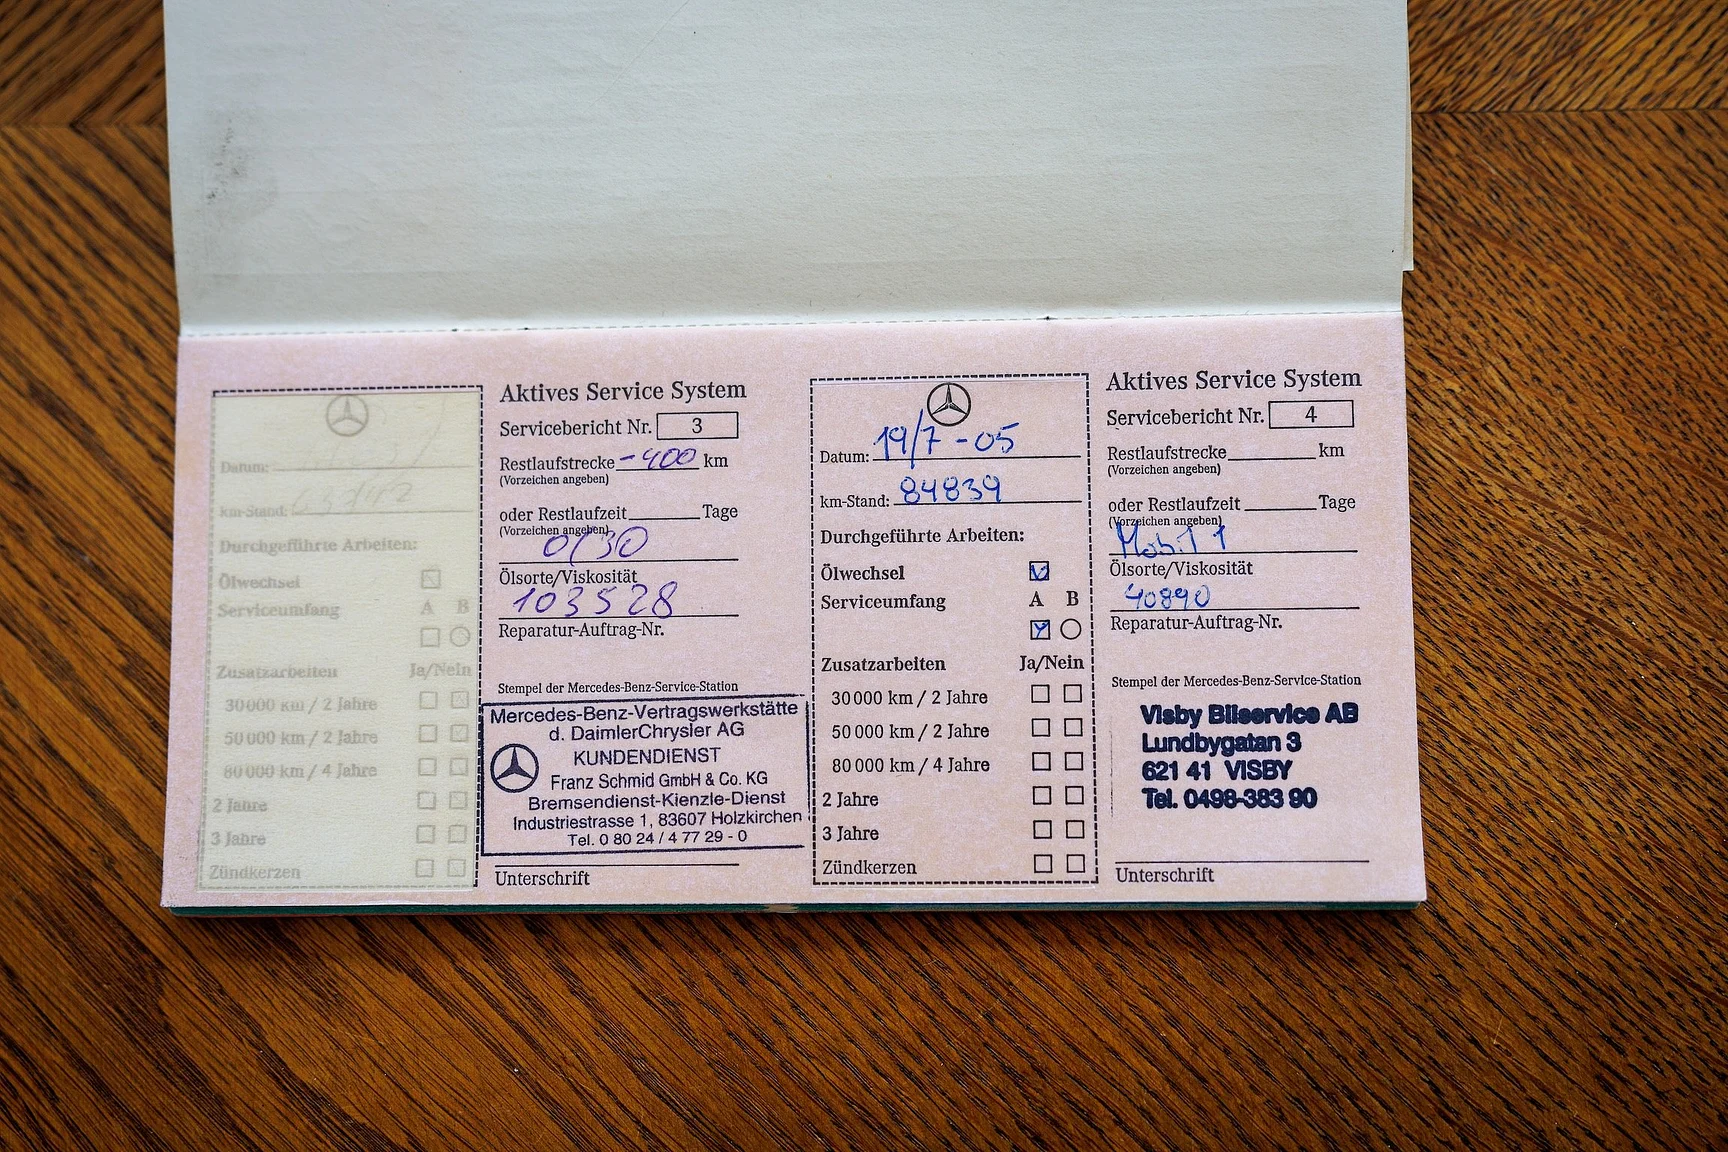 Datum:
km-Stand:
Durchgeführte Arbeiten:
Ölwechsel
Serviceumfang A B
Zusatzarbeiten Ja/Nein
30 000 km / 2 Jahre
50 000 km / 2 Jahre
80 000 km / 4 Jahre
2 Jahre
3 Jahre
Zündkerzen
Aktives Service System
Servicebericht Nr. 3
Restlaufstrecke -400 km
(Vorzeichen angeben)
oder Restlaufzeit Tage
(Vorzeichen angeben)
0/30
Ölsorte/Viskosität
103528
Reparatur-Auftrag-Nr.
Stempel der Mercedes-Benz-Service-Station
Mercedes-Benz-Vertragswerkstätte
d. DaimlerChrysler AG
KUNDENDIENST
Franz Schmid GmbH & Co. KG
Bremsendienst-Kienzle-Dienst
Industriestrasse 1, 83607 Holzkirchen
Tel. 0 80 24 / 4 77 29 - 0
Unterschrift
Datum: 19/7 - 05
km-Stand: 84839
Durchgeführte Arbeiten:
Ölwechsel
Serviceumfang A B
Zusatzarbeiten Ja/Nein
30 000 km / 2 Jahre
50 000 km / 2 Jahre
80 000 km / 4 Jahre
2 Jahre
3 Jahre
Zündkerzen
Aktives Service System
Servicebericht Nr. 4
Restlaufstrecke km
(Vorzeichen angeben)
oder Restlaufzeit Tage
(Vorzeichen angeben)
Mobil 1
Ölsorte/Viskosität
40890
Reparatur-Auftrag-Nr.
Stempel der Mercedes-Benz-Service-Station
Visby Bilservice AB
Lundbygatan 3
621 41 VISBY
Tel. 0498-383 90
Unterschrift